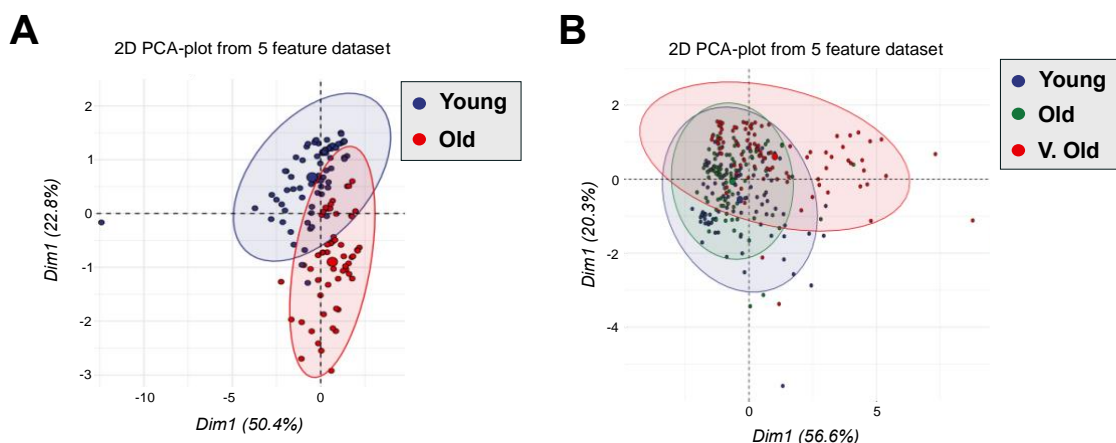 A
2D PCA-plot from 5 feature dataset
Young
Old
2
1
0
-1
-2
-3
-10
-5
0
Dim1 (22.8%)
Dim1 (50.4%)
B
2D PCA-plot from 5 feature dataset
Young
Old
V. Old
2
0
-2
-4
0
5
Dim1 (20.3%)
Dim1 (56.6%)